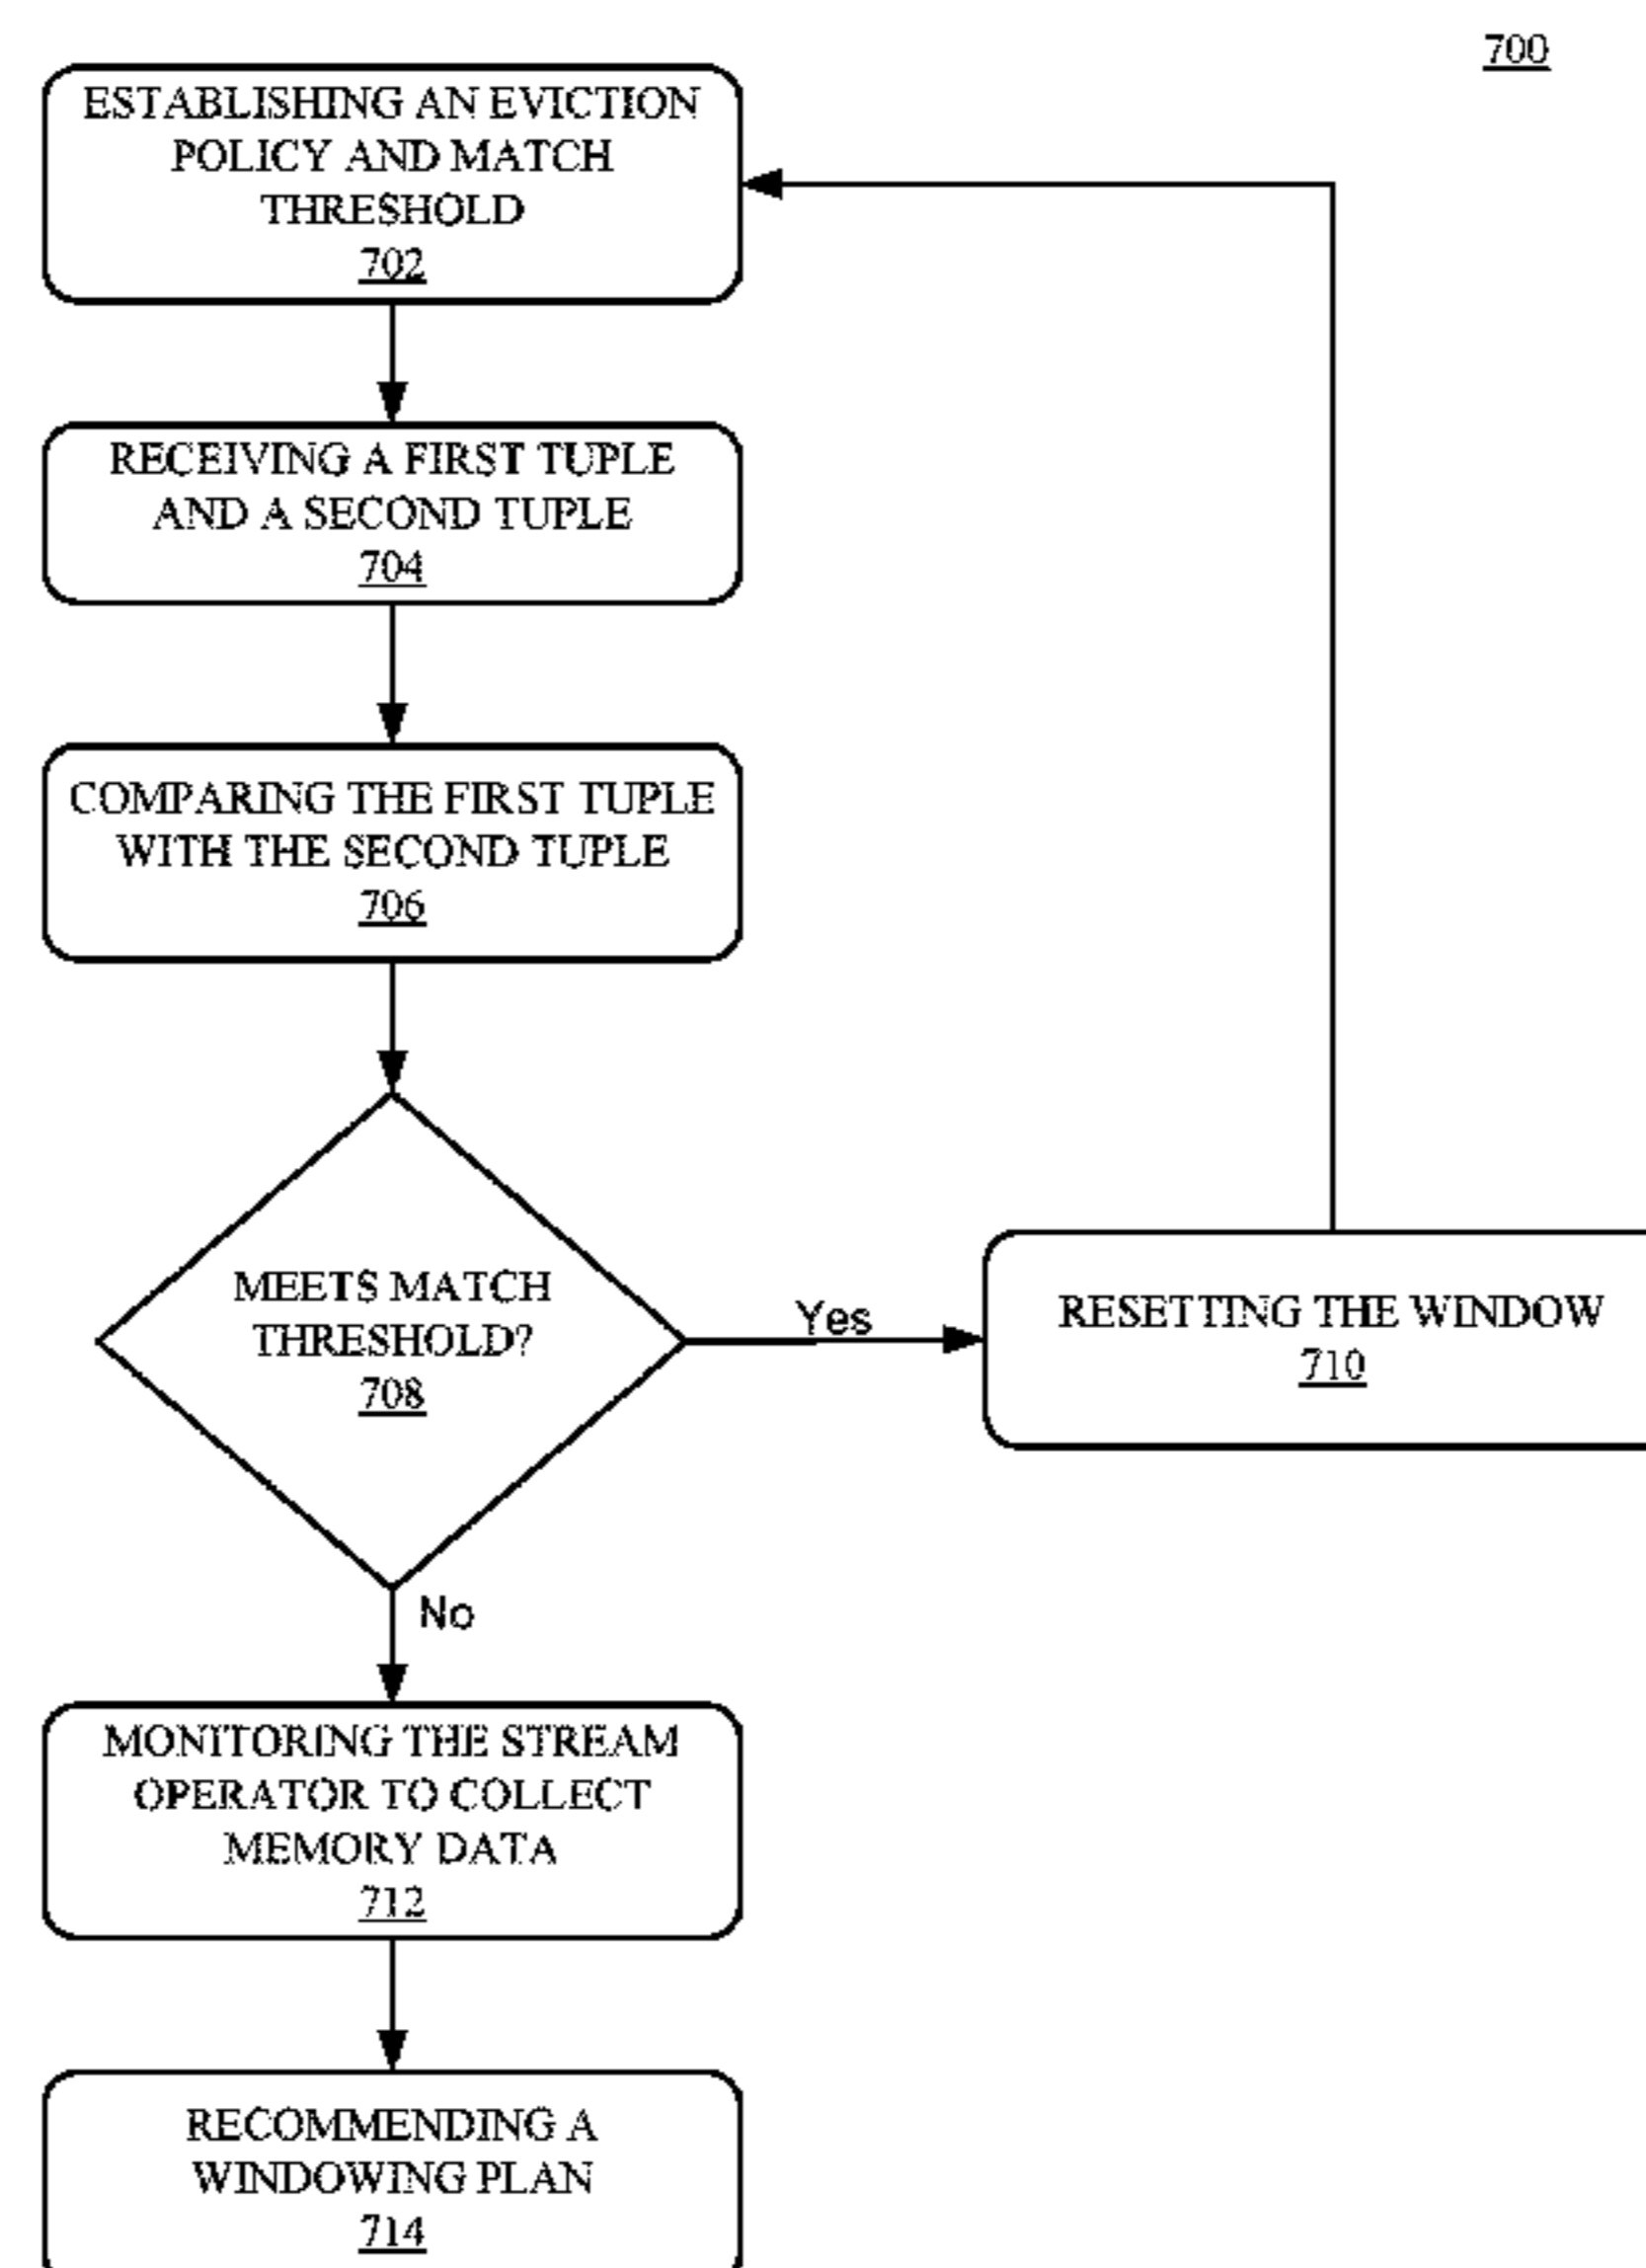 700
ESTABLISHING AN EVICTION
POLICY AND MATCH
THRESHOLD
702
RECEIVING A FIRST TUPLE
AND A SECOND TUPLE
704
COMPARING THE FIRST TUPLE
WITH THE SECOND TUPLE
706
MEETS MATCH
THRESHOLD?
708
Yes
RESETTING THE WINDOW
710
No
MONITORING THE STREAM
OPERATOR TO COLLECT
MEMORY DATA
712
RECOMMENDING A
WINDOWING PLAN
714